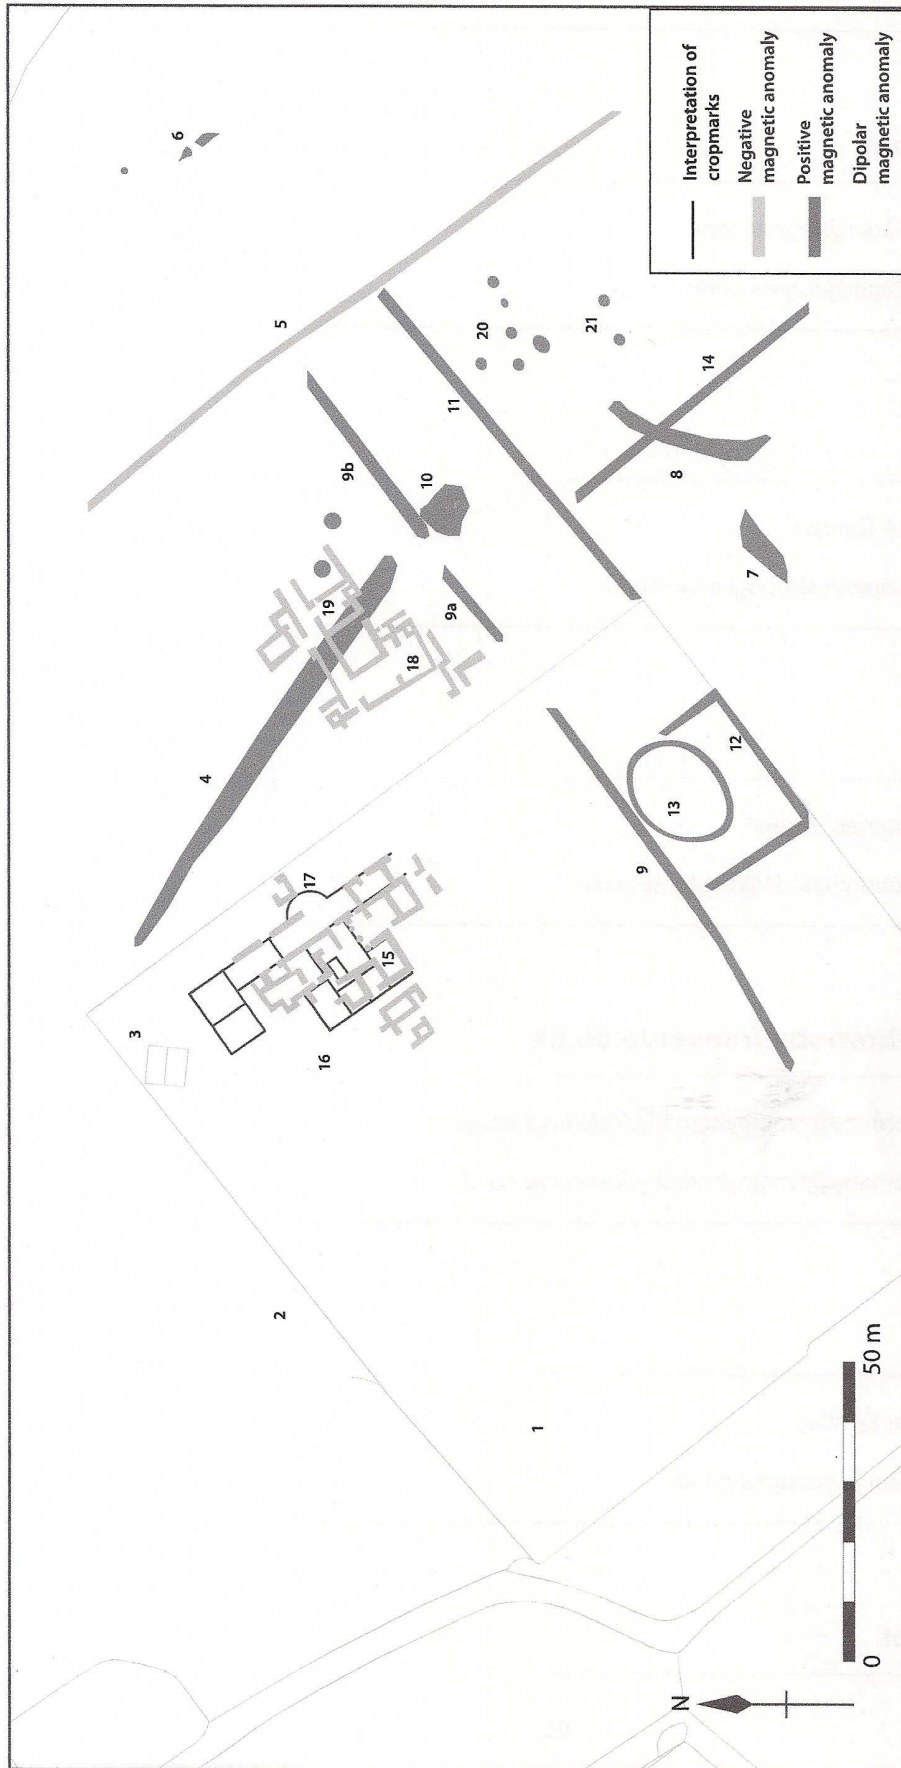 3
6
4
2
5
17
16
19
9b
15
18
10
9a
11
20
1
21
9
13
8
14
12
7
N
0
50 m
Interpretation of
cropmarks
Negative
magnetic anomaly
Positive
magnetic anomaly
Dipolar
magnetic anomaly